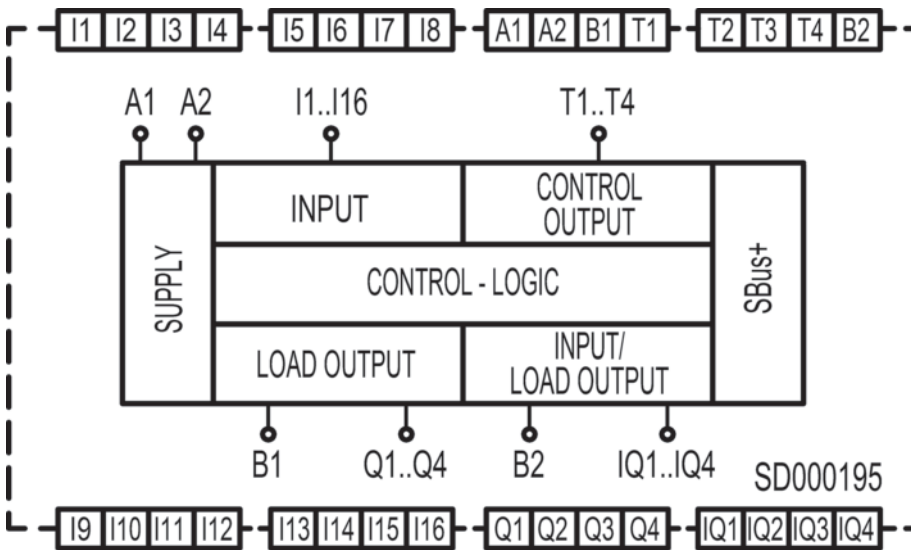 I1 I2 I3 I4 I5 I6 I7 I8 A1 A2 B1 T1 T2 T3 T4 B2
A1 A2 I1..I16 T1..T4
SUPPLY
INPUT
CONTROL
OUTPUT
CONTROL - LOGIC
SBus+
LOAD OUTPUT
INPUT/
LOAD OUTPUT
B1 Q1..Q4 B2 IQ1..IQ4
SD000195
I9 I10 I11 I12 I13 I14 I15 I16 Q1 Q2 Q3 Q4 IQ1 IQ2 IQ3 IQ4